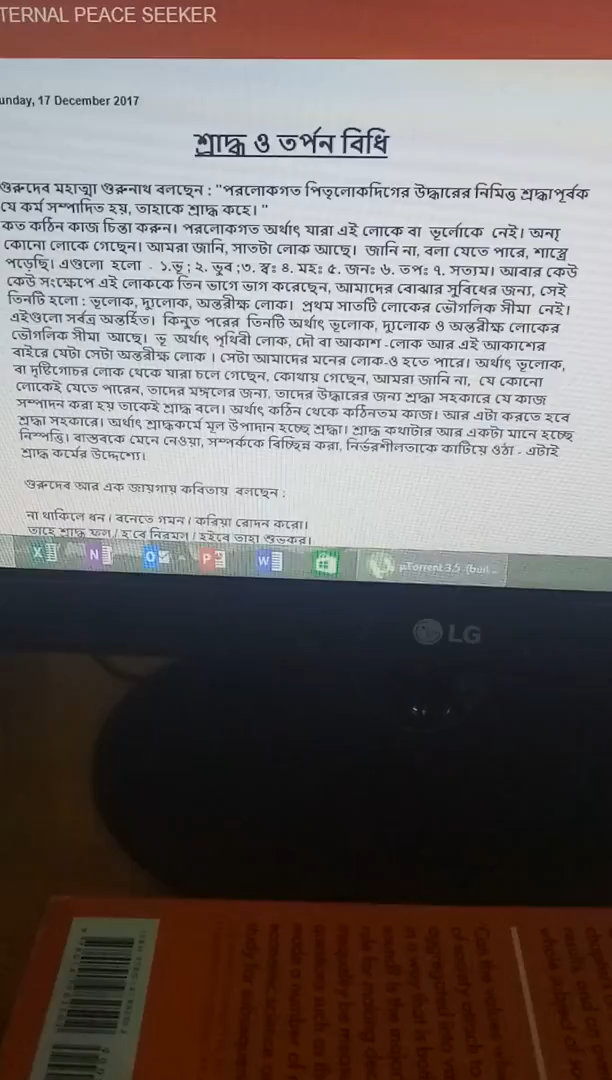 TERNAL PEACE SEEKER
unday, 17 December 2017
শ্রাদ্ধ ও তর্পন বিধি
গুরুদেব মহাত্মা গুরুনাথ বলছেন : "পরলোকগত পিতৃলোকদিগের উদ্ধারের নিমিত্ত শ্রদ্ধাপূর্বক
যে কর্ম সম্পাদিত হয়, তাহাকে শ্রাদ্ধ কহে। "
কত কঠিন কাজ চিন্তা করুন। পরলোকগত অর্থাৎ যারা এই লোকে বা ভূর্লোকে নেই। অন্য
কোনো লোকে গেছেন। আমরা জানি, সাতটা লোক আছে। জানি না, বলা যেতে পারে, শাস্ত্রে
পড়েছি। এগুলো হলো - ১.ভূ ; ২. ভুব ;৩. স্বঃ ৪. মহঃ ৫. জনঃ ৬. তপঃ ৭. সত্যম। আবার কেউ
কেউ সংক্ষেপে এই লোককে তিন ভাগে ভাগ করেছেন, আমাদের বোঝার সুবিধের জন্য, সেই
তিনটি হলো : ভূলোক, দ্যুলোক, অন্তরীক্ষ লোক। প্রথম সাতটি লোকের ভৌগলিক সীমা নেই।
এইগুলো সর্বত্র অন্তর্হিত। কিন্তু পরের তিনটি অর্থাৎ ভূলোক, দ্যুলোক ও অন্তরীক্ষ লোকের
ভৌগলিক সীমা আছে। ভূ অর্থাৎ পৃথিবী লোক, দৌ বা আকাশ -লোক আর এই আকাশের
বাইরে যেটা সেটা অন্তরীক্ষ লোক । সেটা আমাদের মনের লোক-ও হতে পারে। অর্থাৎ ভূলোক,
বা দৃষ্টিগোচর লোক থেকে যারা চলে গেছেন, কোথায় গেছেন, আমরা জানি না, যে কোনো
লোকেই যেতে পারেন, তাদের মঙ্গলের জন্য, তাদের উদ্ধারের জন্য শ্রদ্ধা সহকারে যে কাজ
সম্পাদন করা হয় তাকেই শ্রাদ্ধ বলে। অর্থাৎ কঠিন থেকে কঠিনতম কাজ। আর এটা করতে হবে
শ্রদ্ধা সহকারে। অর্থাৎ শ্রাদ্ধকর্মে মূল উপাদান হচ্ছে শ্রদ্ধা। শ্রাদ্ধ কথাটার আর একটা মানে হচ্ছে
নিস্পত্তি। বাস্তবকে মেনে নেওয়া, সম্পর্ককে বিচ্ছিন্ন করা, নির্ভরশীলতাকে কাটিয়ে ওঠা - এটাই
শ্রাদ্ধ কর্মের উদ্দেশ্যে।
গুরুদেব আর এক জায়গায় কবিতায় বলছেন :
না থাকিলে ধন। বনেতে গমন। করিয়া রোদন করো।
তাহে শ্রাদ্ধ ফল / হ'বে নিরমল / হইবে তাহা শুভকর।
µTorrent 3.5
LG